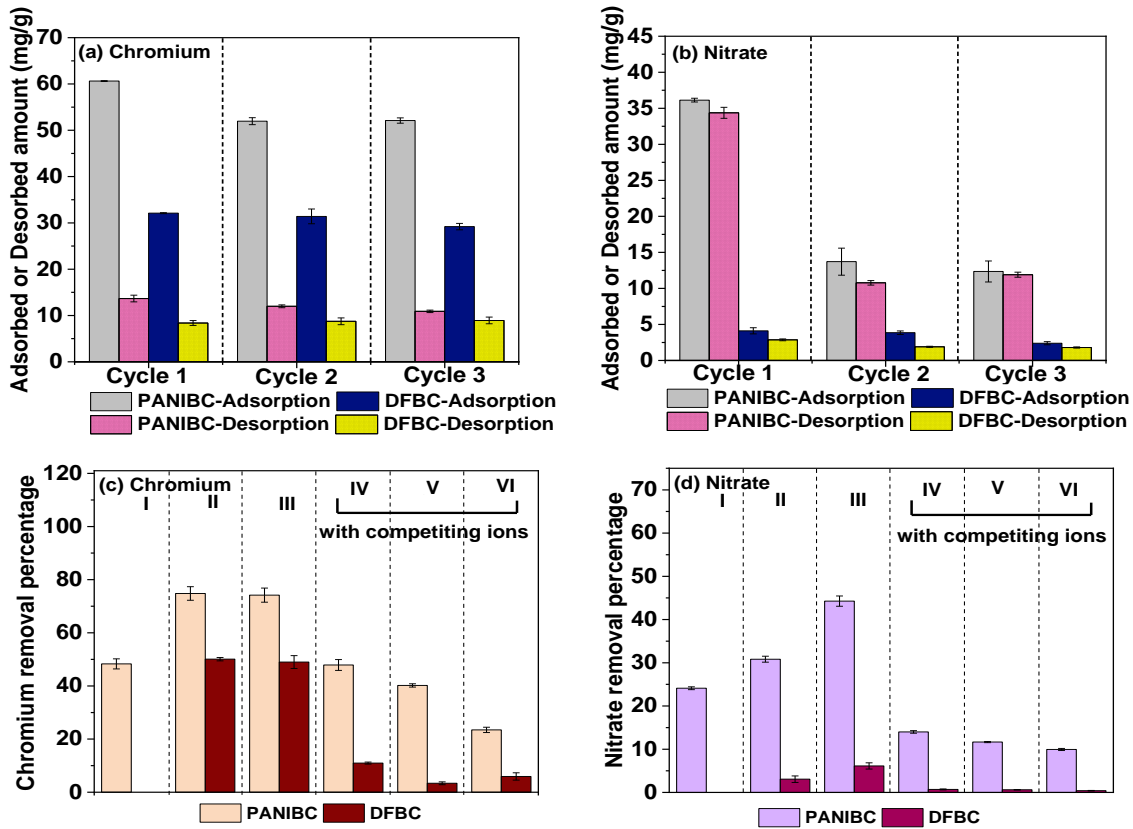 (a) Chromium
Adsorbed or Desorbed amount (mg/g)
70
60
50
40
30
20
10
0
Cycle 1 Cycle 2 Cycle 3
PANIBC-Adsorption DFBC-Adsorption
PANIBC-Desorption DFBC-Desorption
(b) Nitrate
Adsorbed or Desorbed amount (mg/g)
45
40
35
30
25
20
15
10
5
0
Cycle 1 Cycle 2 Cycle 3
PANIBC-Adsorption DFBC-Adsorption
PANIBC-Desorption DFBC-Desorption
(c) Chromium
Chromium removal percentage
120
100
80
60
40
20
0
I II III IV V VI
with competiting ions
PANIBC DFBC
(d) Nitrate
Nitrate removal percentage
70
60
50
40
30
20
10
0
I II III IV V VI
with competiting ions
PANIBC DFBC